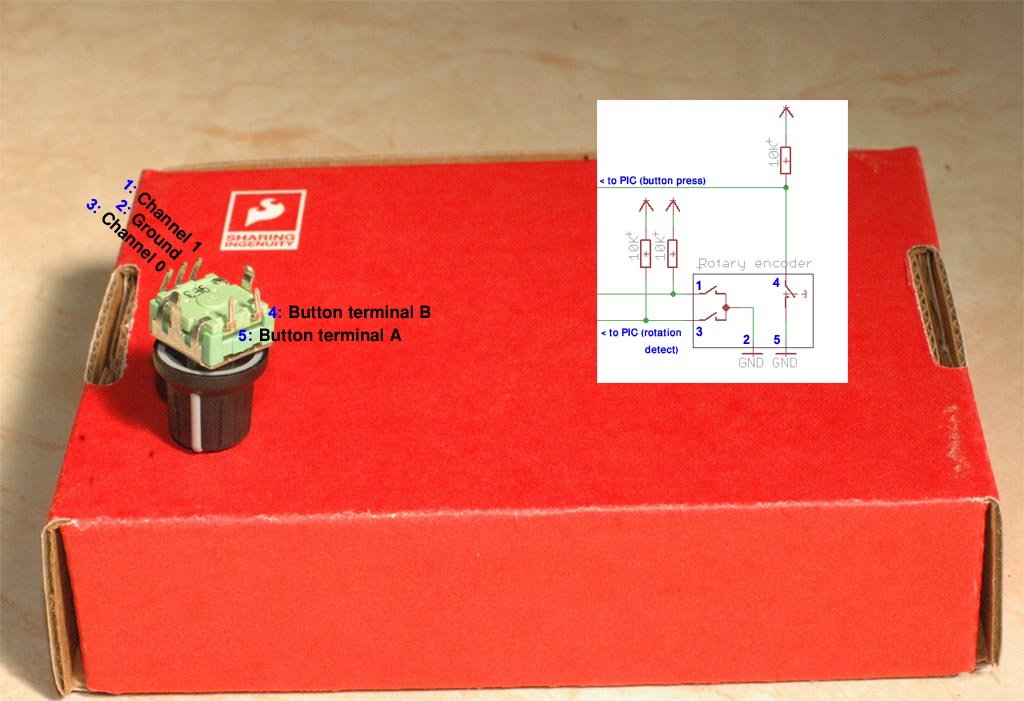 1: Channel 1
2: Ground
3: Channel 0
SHARING
INGENUITY
4: Button terminal B
5: Button terminal A
10K
< to PIC (button press)
10K
10K
Rotary encoder
1
4
3
2
5
< to PIC (rotation
detect)
GND
GND